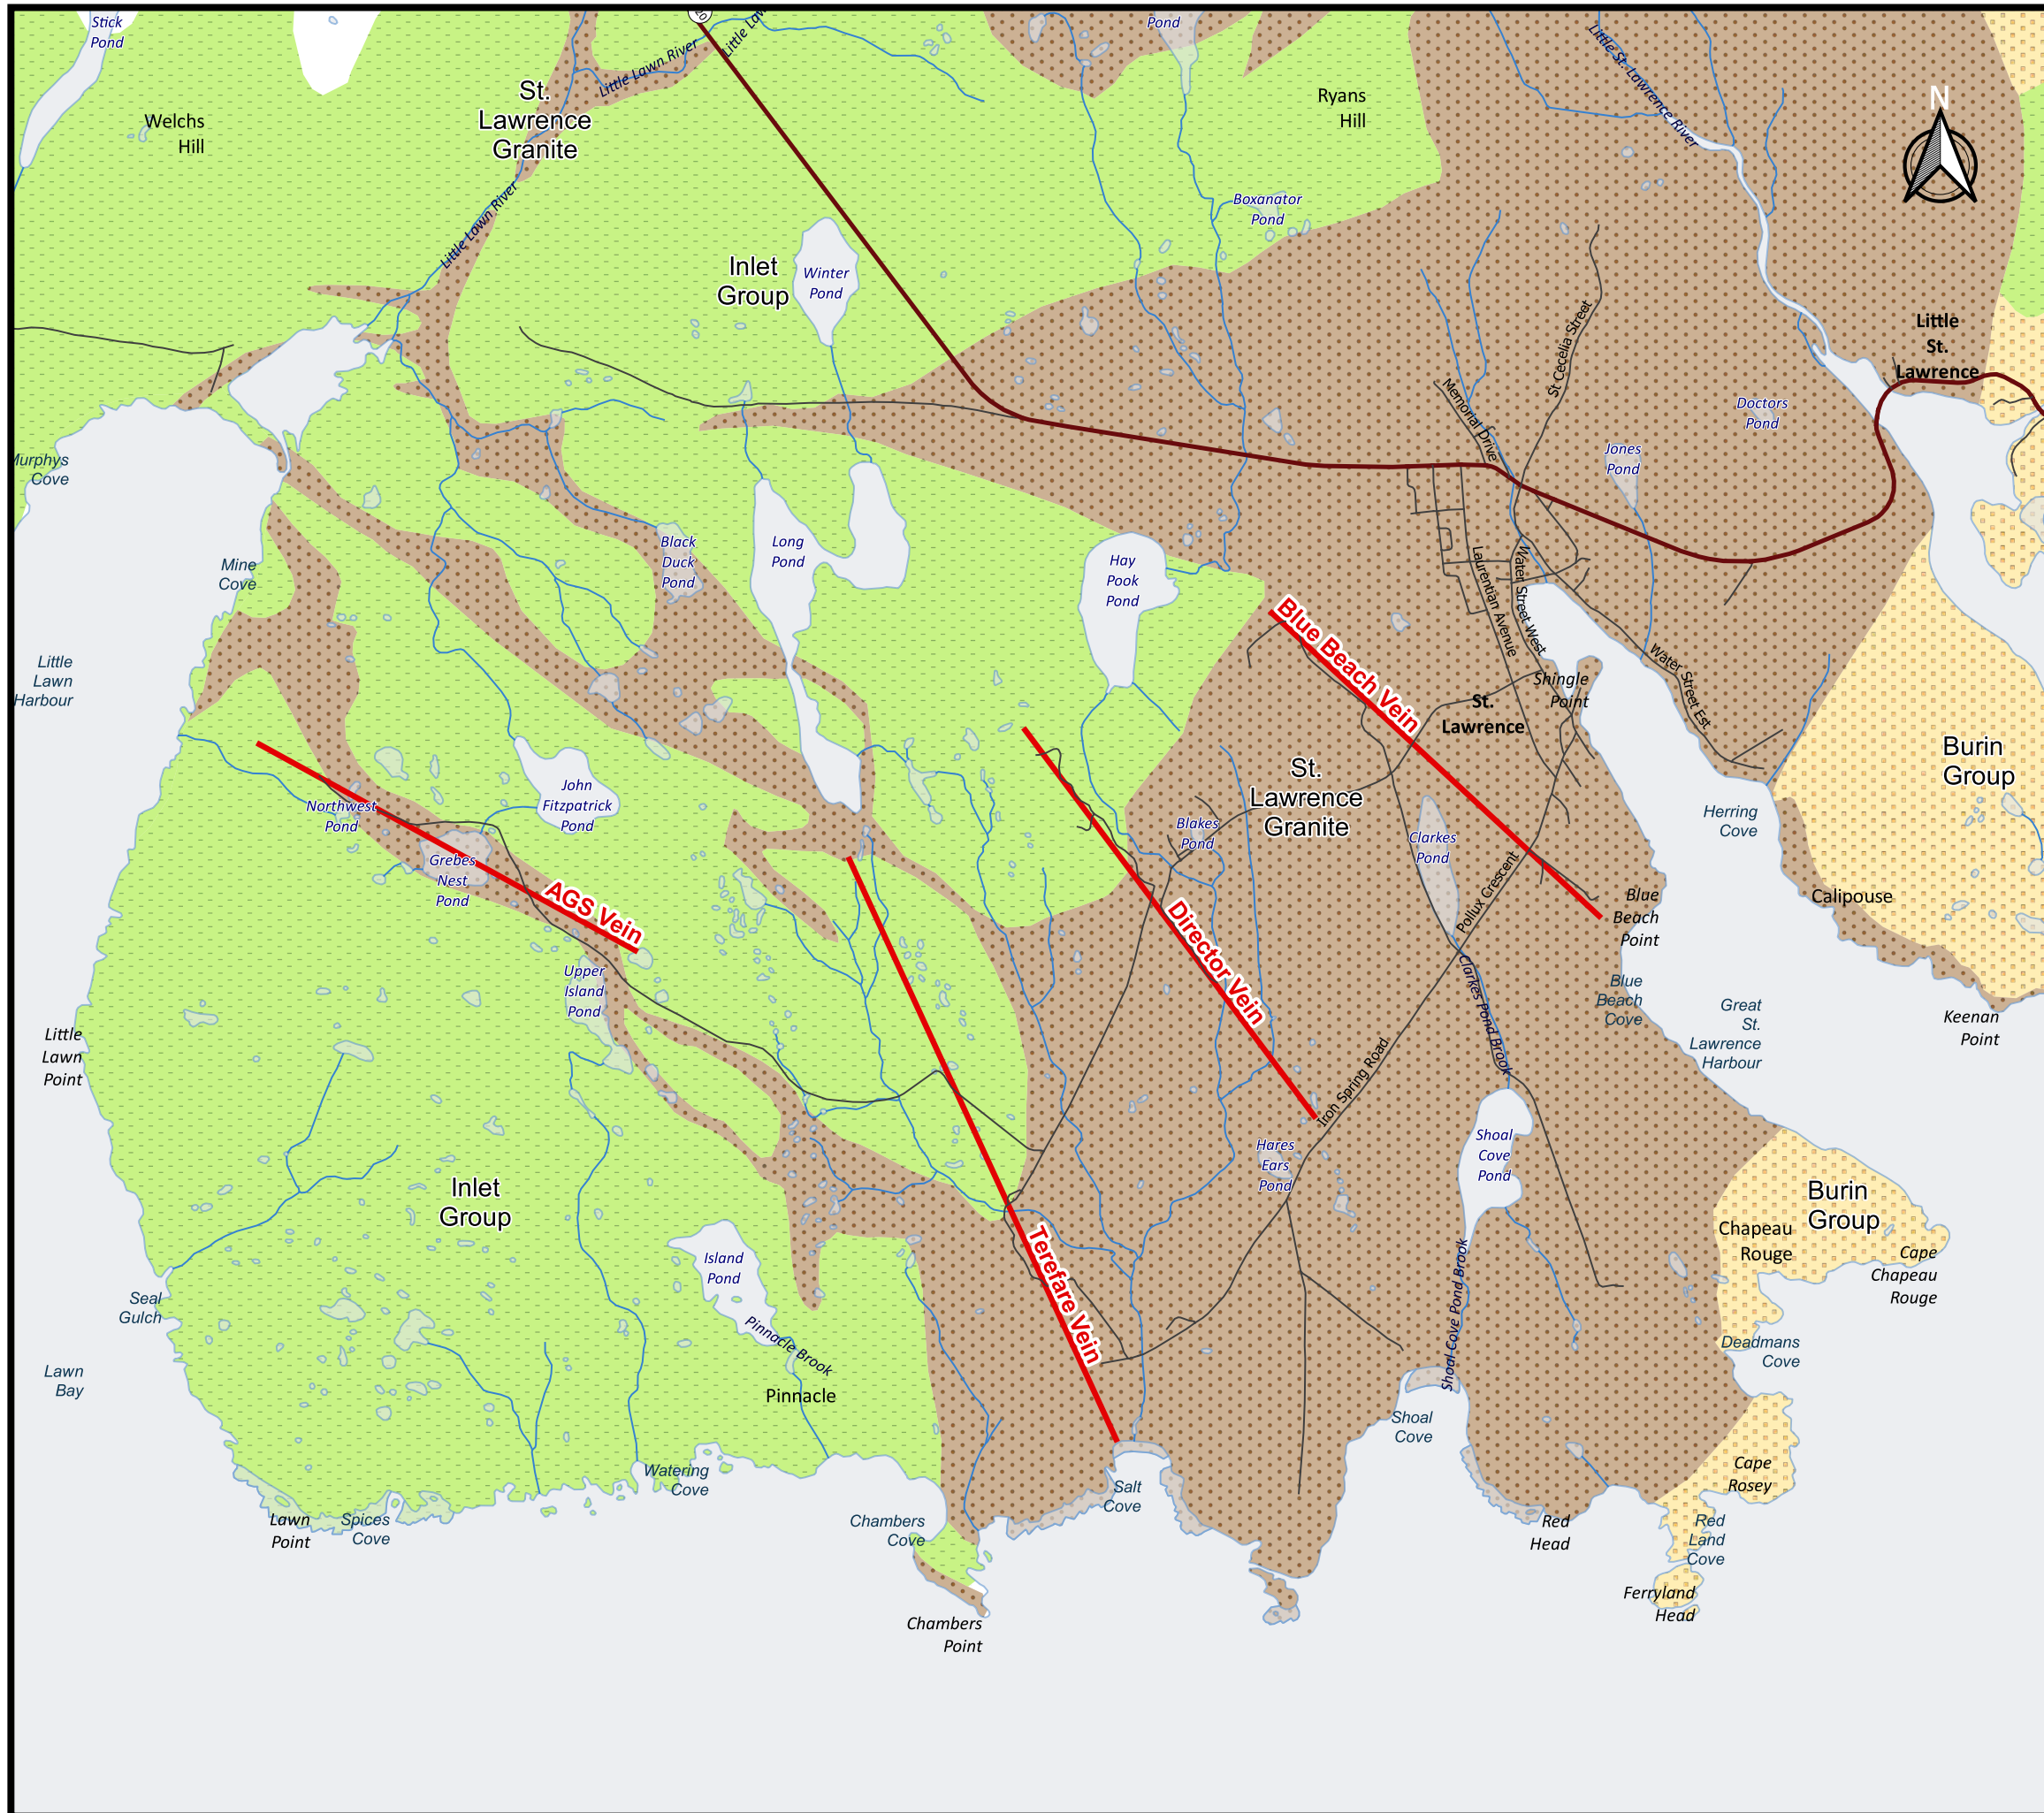 Stick
Pond
20
Little Lawn River
Pond
Little St. Lawrence River
Welchs
Hill
St.
Lawrence
Granite
Ryans
Hill
N
Little Lawn River
Boxanator
Pond
Inlet
Group
Winter
Pond
Little
St.
Lawrence
St Cecelia Street
Memorial Drive
Doctors
Pond
Jones
Pond
Murphys
Cove
Mine
Cove
Black
Duck
Pond
Long
Pond
Hay
Pook
Pond
Laurentian Avenue
Water Street West
Water Street Est
Little
Lawn
Harbour
Blue Beach Vein
Shingle
Point
St.
Lawrence
Burin
Group
St.
Lawrence
Granite
John
Fitzpatrick
Pond
Northwest
Pond
Grebes
Nest
Pond
AGS Vein
Blakes
Pond
Clarkes
Pond
Herring
Cove
Pollux Crescent
Calipouse
Blue
Beach
Point
Director Vein
Upper
Island
Pond
Clarkes Pond Brook
Blue
Beach
Cove
Great
St.
Lawrence
Harbour
Keenan
Point
Little
Lawn
Point
Iron Spring Road
Hares
Ears
Pond
Shoal
Cove
Pond
Inlet
Group
Burin
Group
Chapeau
Rouge
Cape
Chapeau
Rouge
Island
Pond
Terefare Vein
Shoal Cove Pond Brook
Seal
Gulch
Pinnacle Brook
Deadmans
Cove
Lawn
Bay
Pinnacle
Shoal
Cove
Watering
Cove
Salt
Cove
Cape
Rosey
Lawn
Point
Spices
Cove
Chambers
Cove
Red
Head
Red
Land
Cove
Ferryland
Head
Chambers
Point